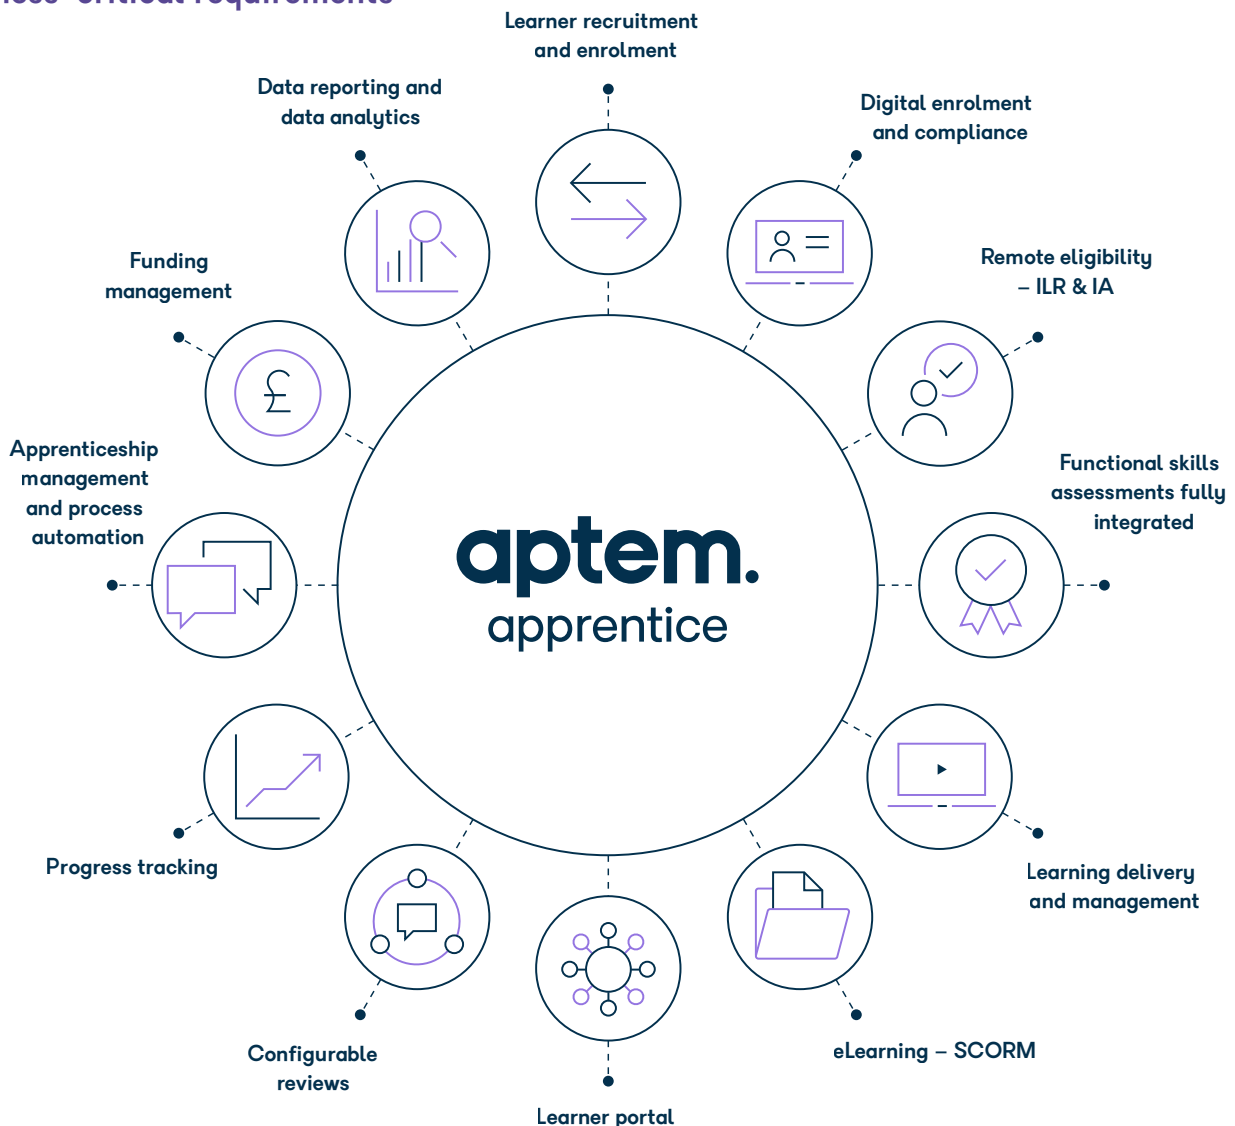 critical requirements
Learner recruitment
and enrolment
Data reporting and
data analytics
Digital enrolment
and compliance
Funding
management
Remote eligibility
– ILR & IA
Apprenticeship
management
and process
automation
Functional skills
assessments fully
integrated
£
aptem.
apprentice
Progress tracking
Learning delivery
and management
Configurable
reviews
eLearning – SCORM
Learner portal